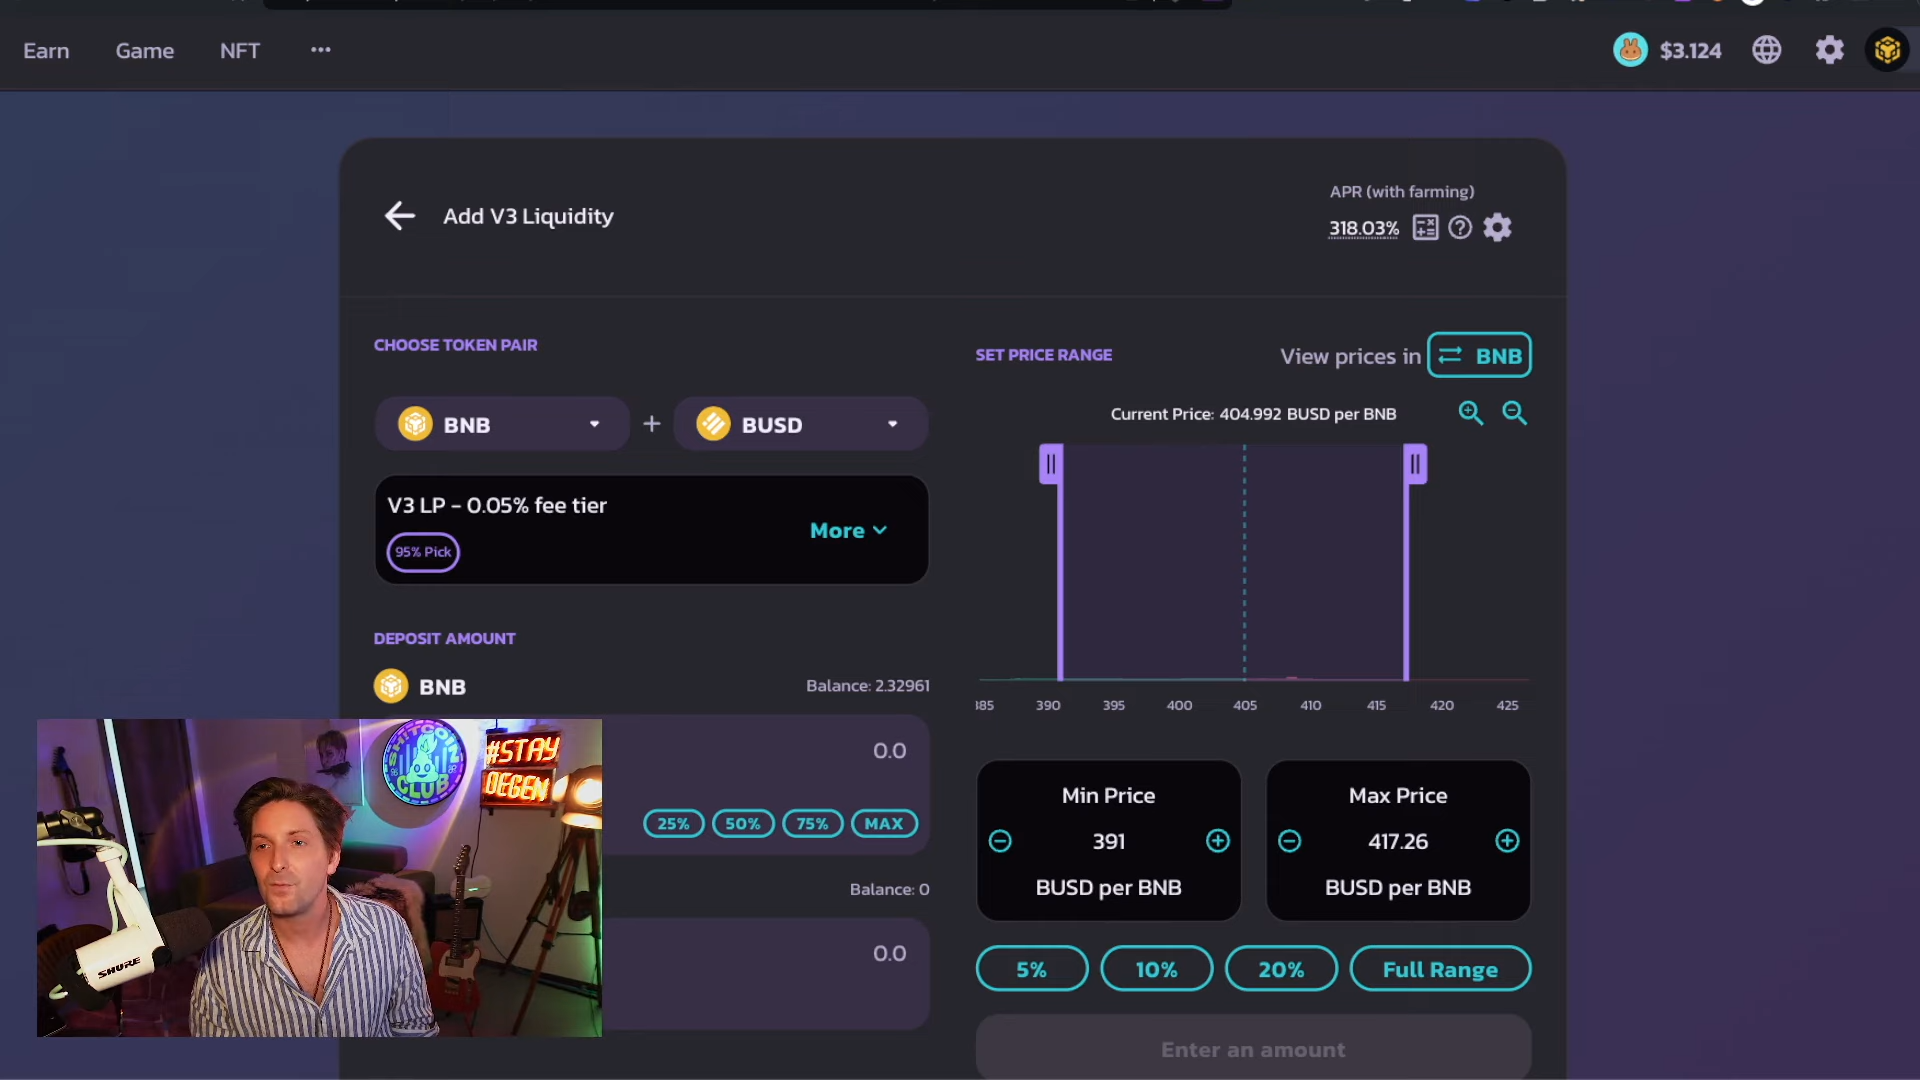 Earn Game NFT ··· $3.124
Add V3 Liquidity
APR (with farming)
318.03%
CHOOSE TOKEN PAIR
BNB + BUSD
V3 LP - 0.05% fee tier
95% Pick
More
DEPOSIT AMOUNT
BNB
Balance: 2.32961
0.0
25% 50% 75% MAX
Balance: 0
0.0
SET PRICE RANGE
View prices in BNB
Current Price: 404.992 BUSD per BNB
385 390 395 400 405 410 415 420 425
Min Price
391
BUSD per BNB
Max Price
417.26
BUSD per BNB
5% 10% 20% Full Range
Enter an amount
SH!TCOIN
CLUB
#STAY
DEGEN
SHURE